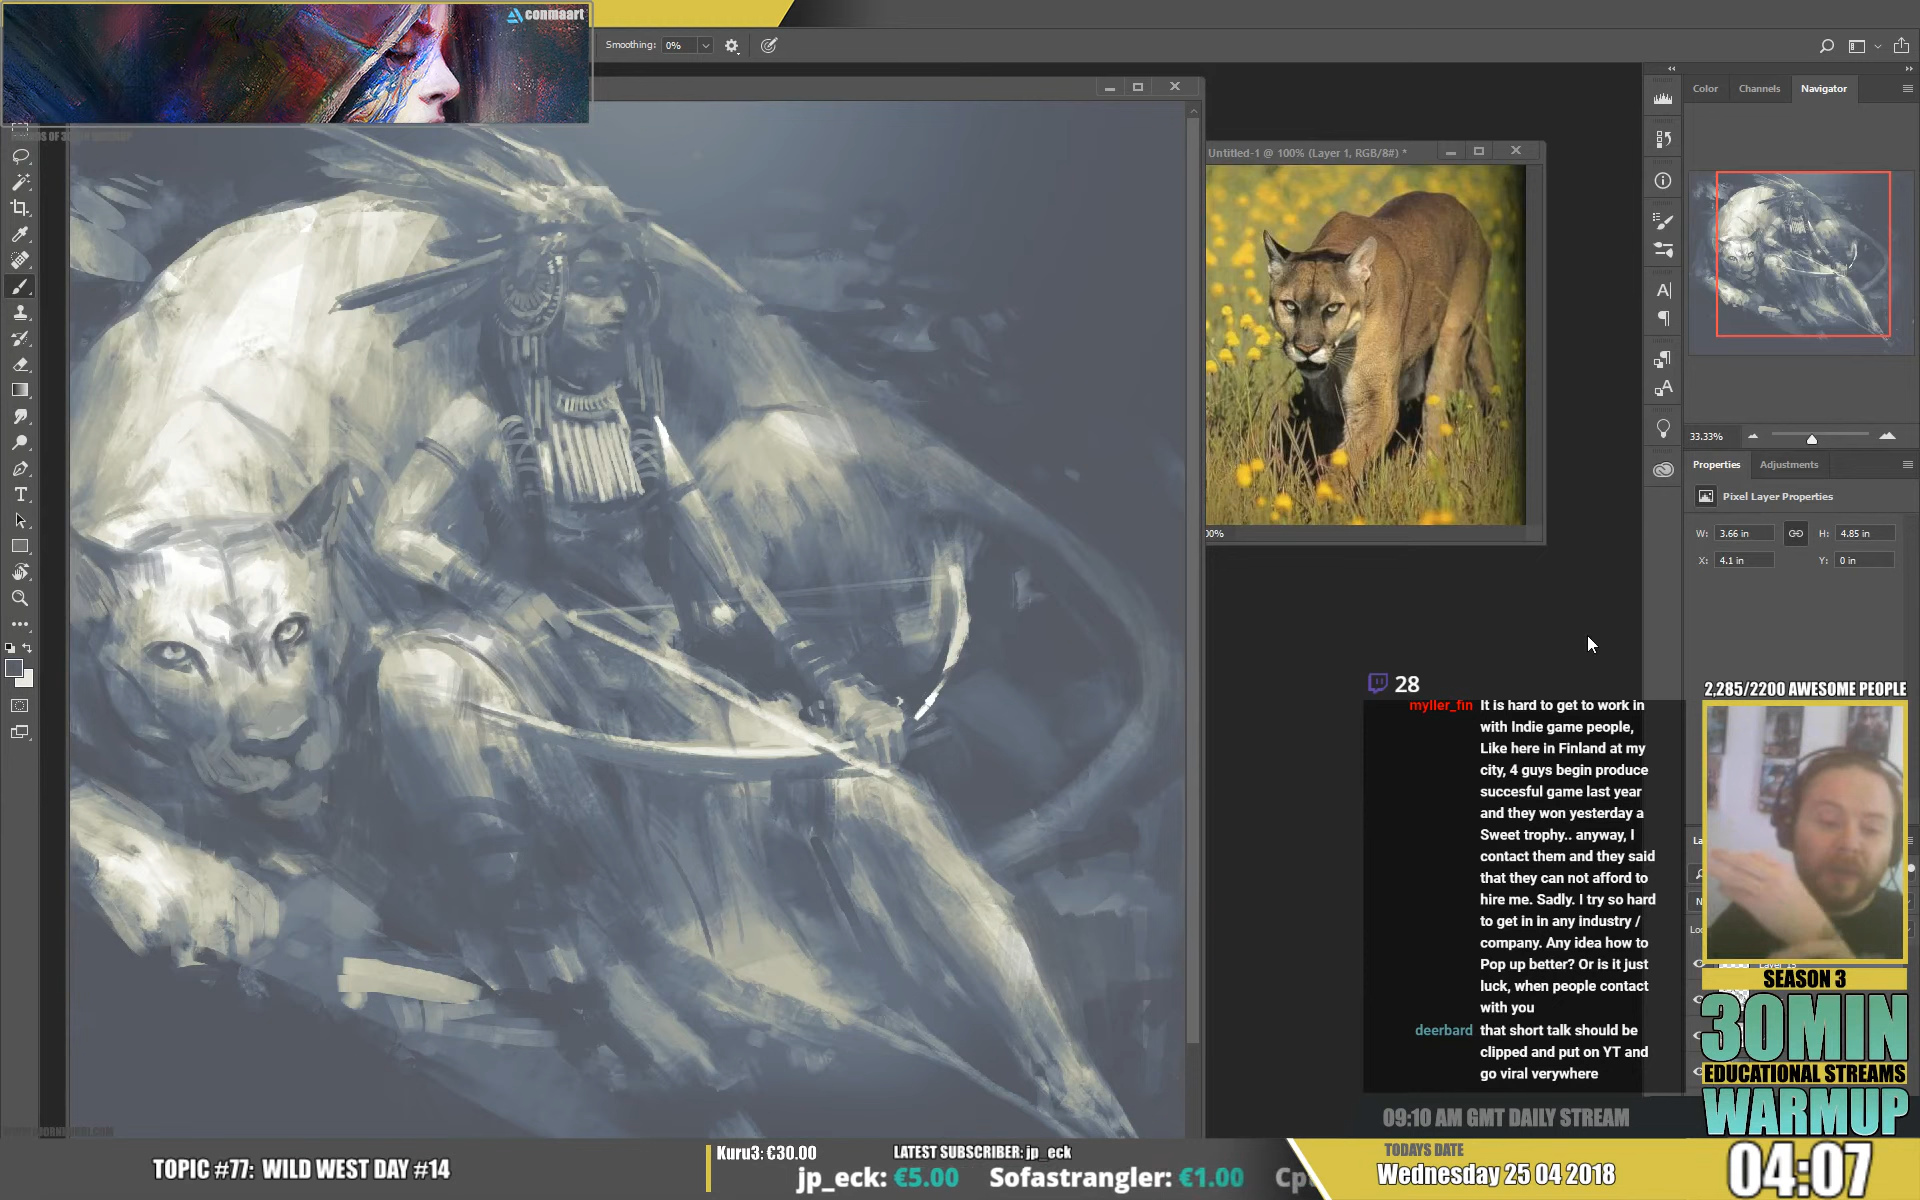 conmaart
Smoothing: 0%
Color
Channels
Navigator
Untitled-1 @ 100% (Layer 1, RGB/8#) *
33.33%
Properties
Adjustments
Pixel Layer Properties
W: 3.66 in
H: 4.85 in
X: 4.1 in
Y: 0 in
28
myller_fin It is hard to get to work in
with Indie game people,
Like here in Finland at my
city, 4 guys begin produce
succesful game last year
and they won yesterday a
Sweet trophy.. anyway, I
contact them and they said
that they can not afford to
hire me. Sadly. I try so hard
to get in in any industry /
company. Any idea how to
Pop up better? Or is it just
luck, when people contact
with you
deerbard that short talk should be
clipped and put on YT and
go viral verywhere
09:10 AM GMT DAILY STREAM
2,285/2200 AWESOME PEOPLE
SEASON 3
30MIN
EDUCATIONAL STREAMS
WARMUP
04:07
TOPIC #77: WILD WEST DAY #14
Kuru3: €30.00
LATEST SUBSCRIBER: jp_eck
jp_eck: €5.00 Sofastrangler: €1.00
TODAYS DATE
Wednesday 25 04 2018